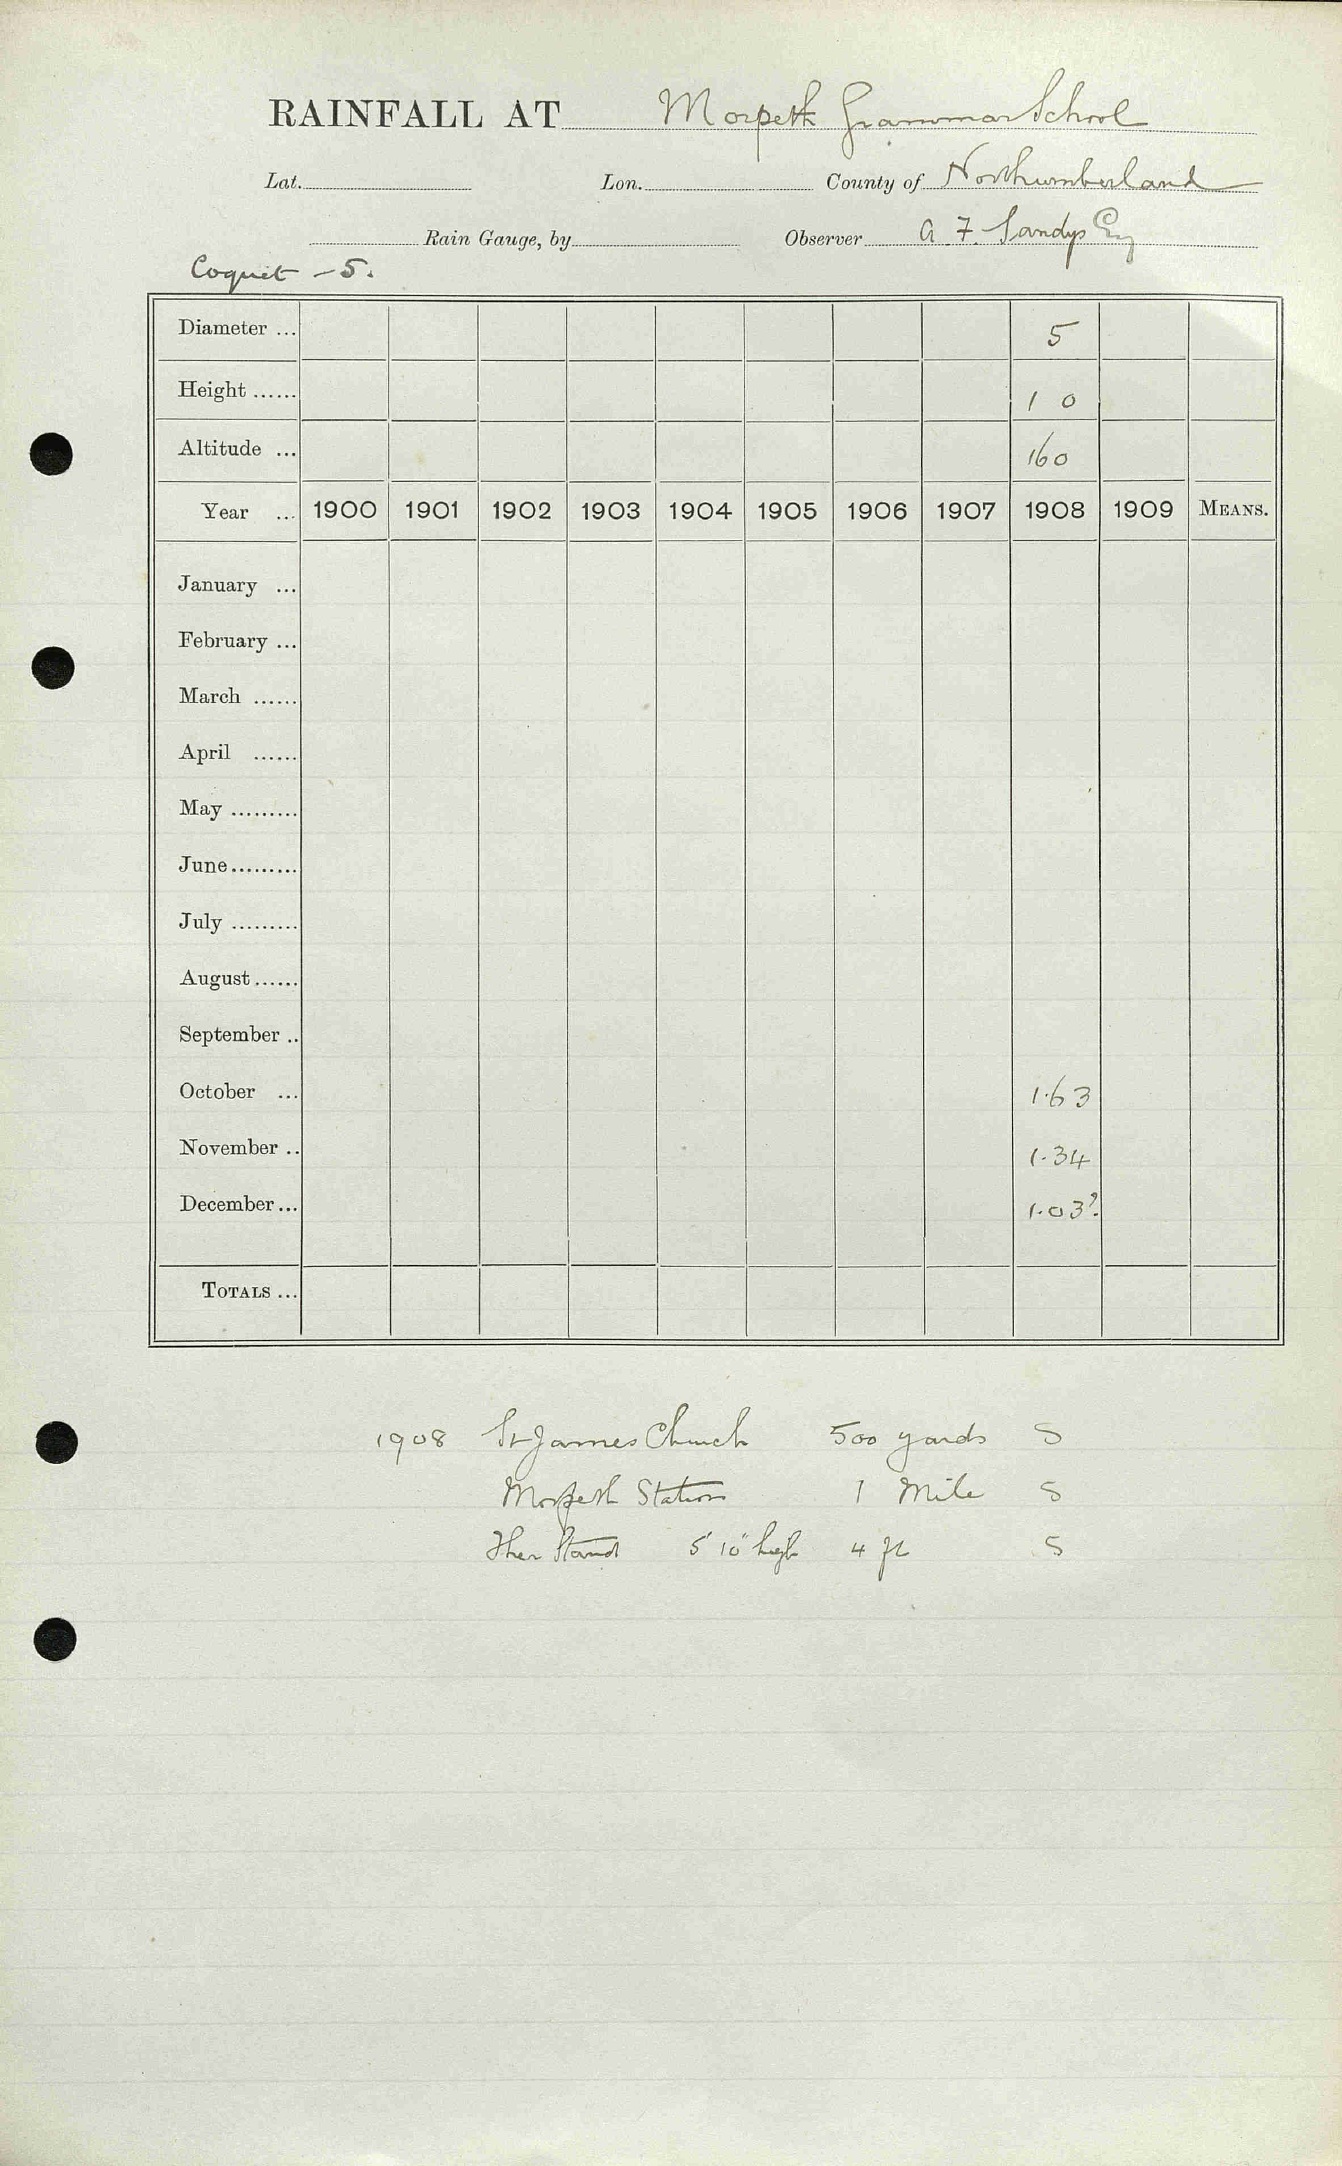 RAINFALL AT Morpeth Grammar School
Lat. Lon. County of Northumberland
Rain Gauge, by Observer A F. Sandys Esq
Coquet - 5.
Diameter ... 5
Height ...... 1 0
Altitude ... 160
Year ... 1900 1901 1902 1903 1904 1905 1906 1907 1908 1909 MEANS.
January ...
February ...
March ......
April ......
May .........
June.........
July .........
August......
September ..
October ... 1.63
November .. 1.34
December... 1.03?
TOTALS ...
1908 St James Church 500 yards S
Morpeth Station 1 Mile S
Ther Stand 5' 10" high 4 ft S